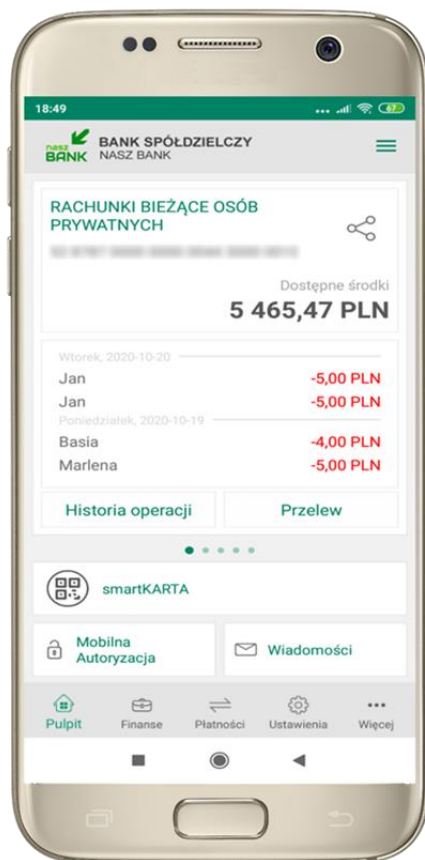 18:49
67
nasz BANK
BANK SPÓŁDZIELCZY
NASZ BANK
RACHUNKI BIEŻĄCE OSÓB
PRYWATNYCH
Dostępne środki
5 465,47 PLN
Wtorek, 2020-10-20
Jan -5,00 PLN
Jan -5,00 PLN
Poniedziałek, 2020-10-19
Basia -4,00 PLN
Marlena -5,00 PLN
Historia operacji Przelew
smartKARTA
Mobilna
Autoryzacja
Wiadomości
Pulpit Finanse Płatności Ustawienia Więcej